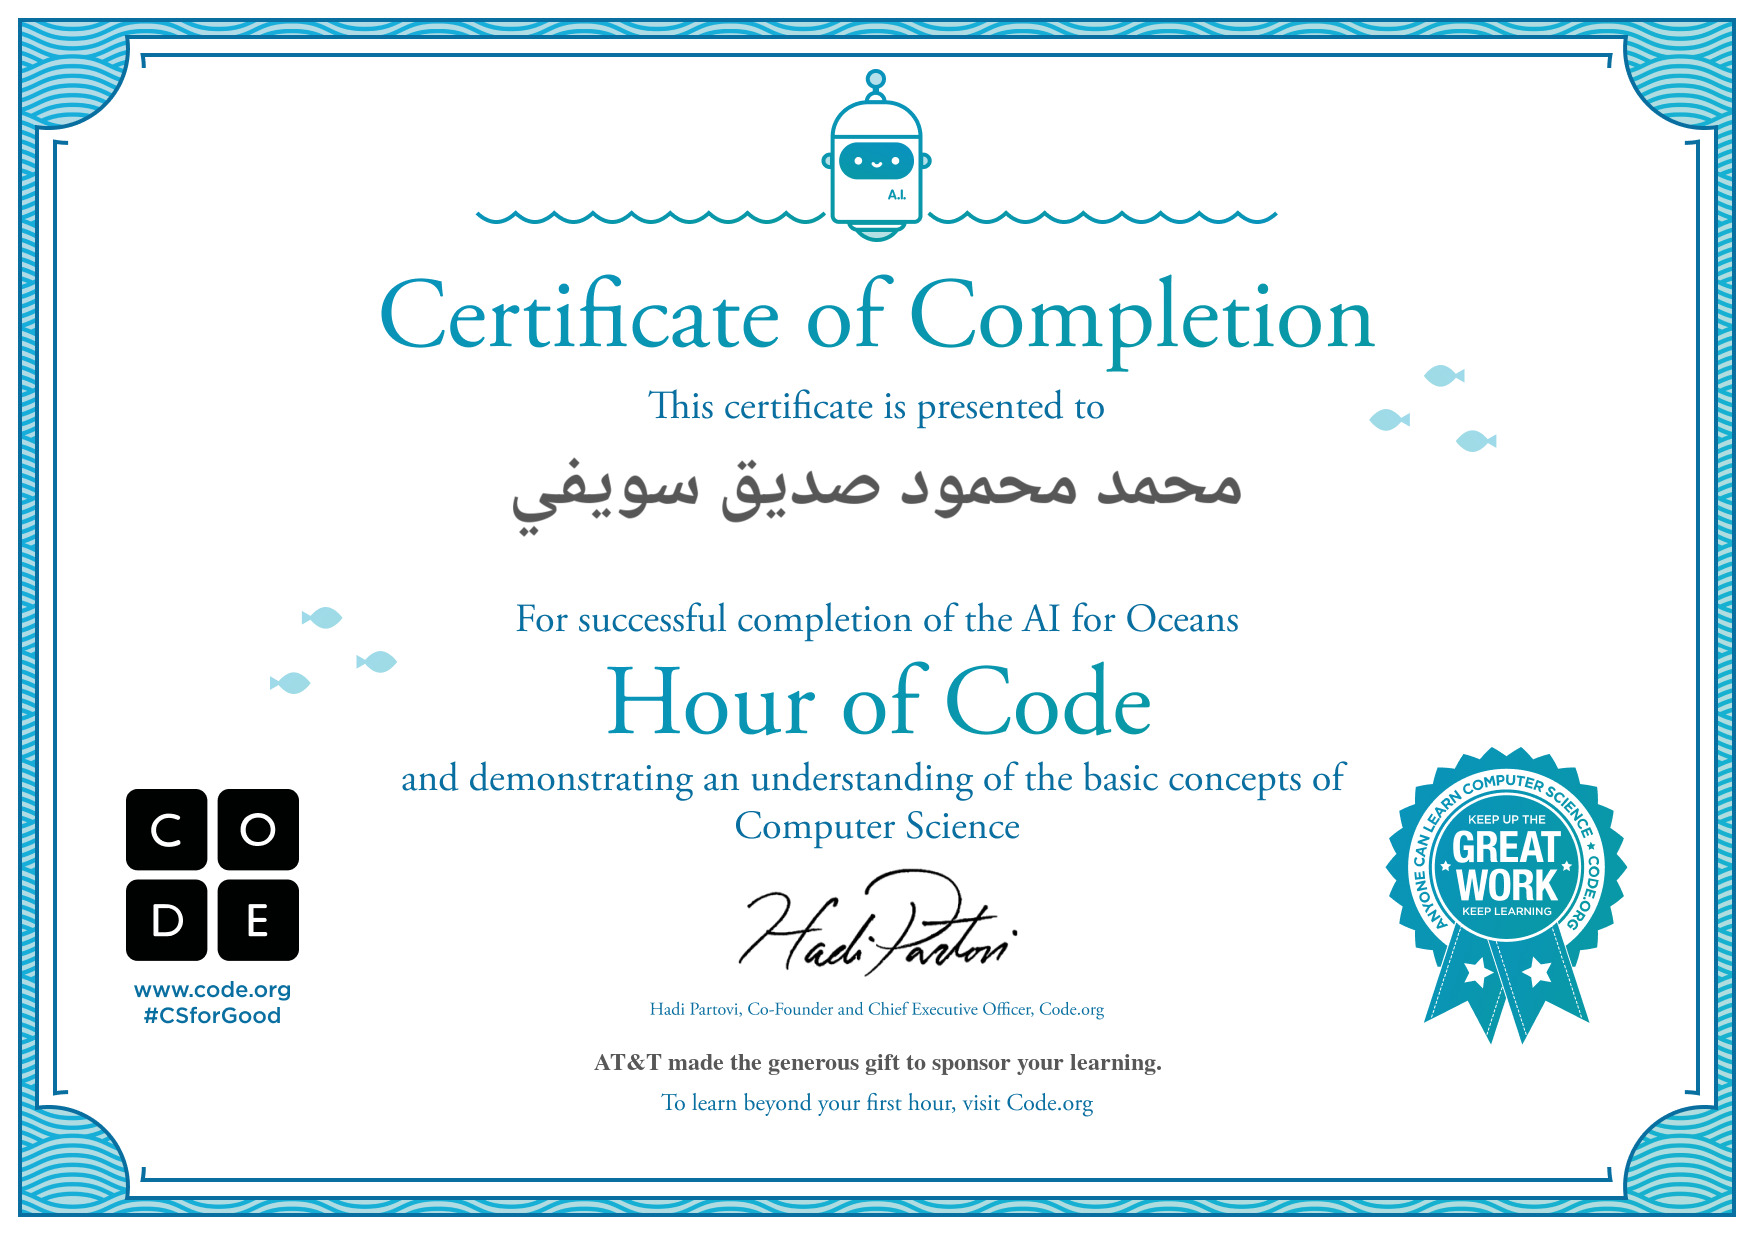 A.I.
Certificate of Completion
This certificate is presented to
محمد محمود صديق سويفي
For successful completion of the AI for Oceans
Hour of Code
and demonstrating an understanding of the basic concepts of
Computer Science
C O
D E
www.code.org
#CSforGood
Hadi Partovi
Hadi Partovi, Co-Founder and Chief Executive Officer, Code.org
AT&T made the generous gift to sponsor your learning.
To learn beyond your first hour, visit Code.org
ANYONE CAN LEARN COMPUTER SCIENCE ★ CODE.ORG
KEEP UP THE
GREAT
WORK
KEEP LEARNING